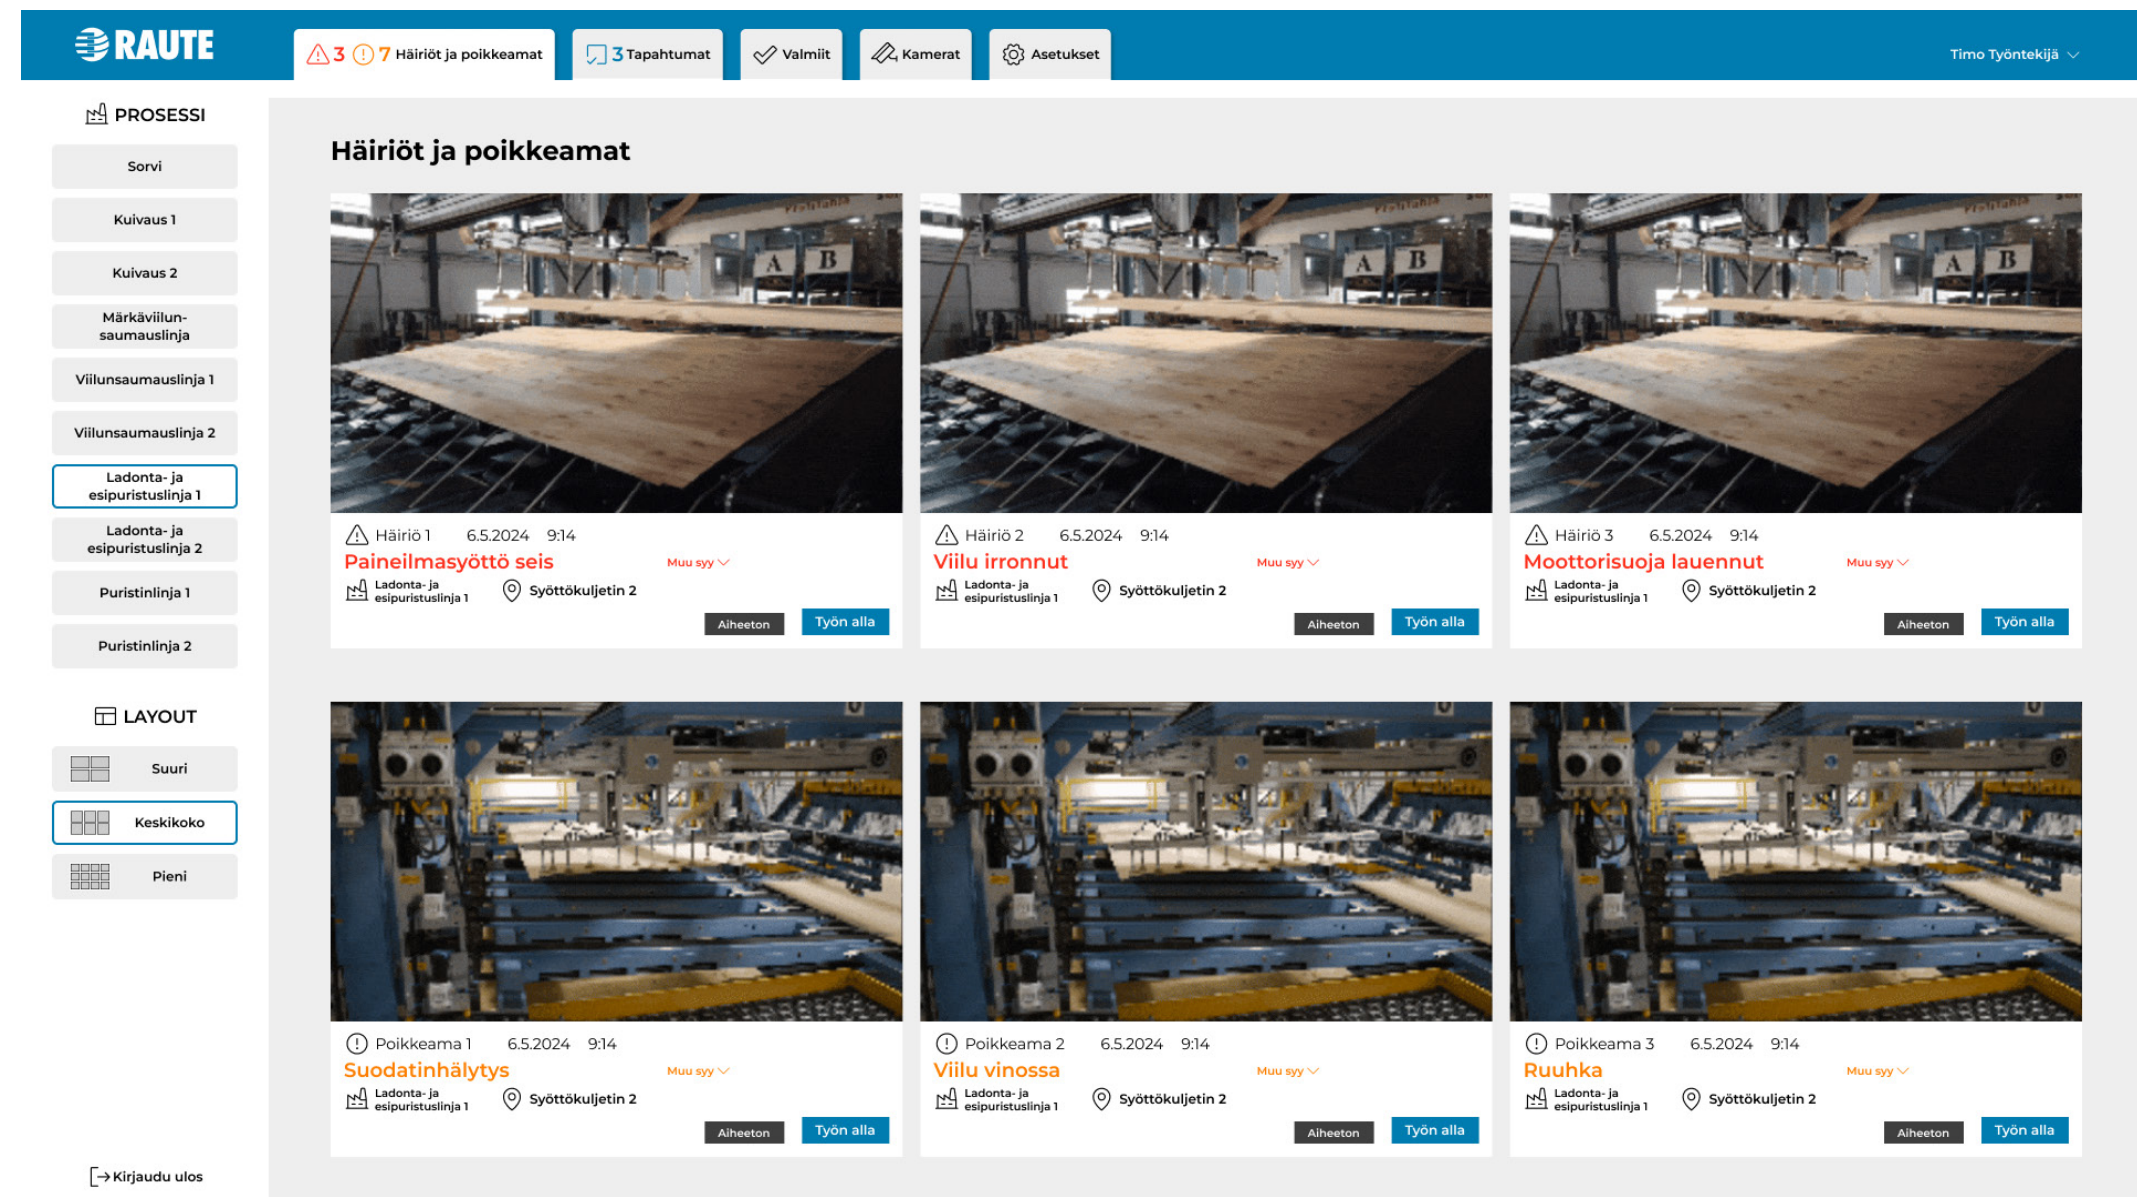 RAUTE
3 7 Häiriöt ja poikkeamat
3 Tapahtumat
Valmiit
Kamerat
Asetukset
Timo Työntekijä
PROSESSI
Sorvi
Kuivaus 1
Kuivaus 2
Märkäviilun-
saumauslinja
Viilunsaumauslinja 1
Viilunsaumauslinja 2
Ladonta- ja
esipuristuslinja 1
Ladonta- ja
esipuristuslinja 2
Puristinlinja 1
Puristinlinja 2
LAYOUT
Suuri
Keskikoko
Pieni
Kirjaudu ulos
Häiriöt ja poikkeamat
A B
Häiriö 1 6.5.2024 9:14
Paineilmasyöttö seis Muu syy
Ladonta- ja
esipuristuslinja 1
Syöttökuljetin 2
Aiheeton Työn alla
A B
Häiriö 2 6.5.2024 9:14
Viilu irronnut Muu syy
Ladonta- ja
esipuristuslinja 1
Syöttökuljetin 2
Aiheeton Työn alla
A B
Häiriö 3 6.5.2024 9:14
Moottorisuoja lauennut Muu syy
Ladonta- ja
esipuristuslinja 1
Syöttökuljetin 2
Aiheeton Työn alla
Poikkeama 1 6.5.2024 9:14
Suodatinhälytys Muu syy
Ladonta- ja
esipuristuslinja 1
Syöttökuljetin 2
Aiheeton Työn alla
Poikkeama 2 6.5.2024 9:14
Viilu vinossa Muu syy
Ladonta- ja
esipuristuslinja 1
Syöttökuljetin 2
Aiheeton Työn alla
Poikkeama 3 6.5.2024 9:14
Ruuhka Muu syy
Ladonta- ja
esipuristuslinja 1
Syöttökuljetin 2
Aiheeton Työn alla